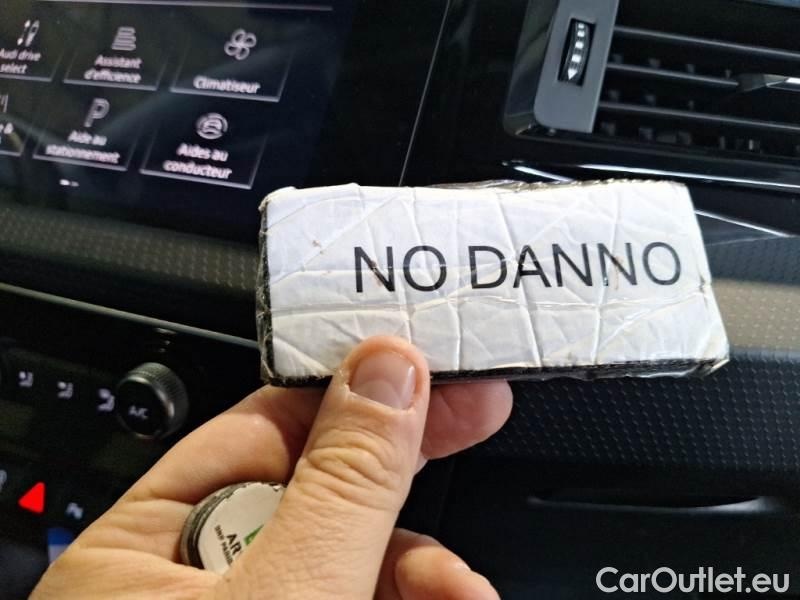 Audi drive
select
Assistant
d'efficience
Climatiseur
Aide au
stationnement
Aides au
conducteur
NO DANNO
A/C
CarOutlet.eu